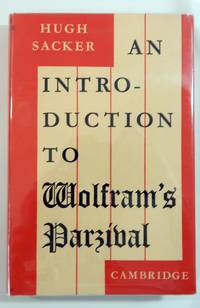 HUGH
SACKER
AN
INTRO-
DUCTION
TO
Wolfram's
Parzival
CAMBRIDGE